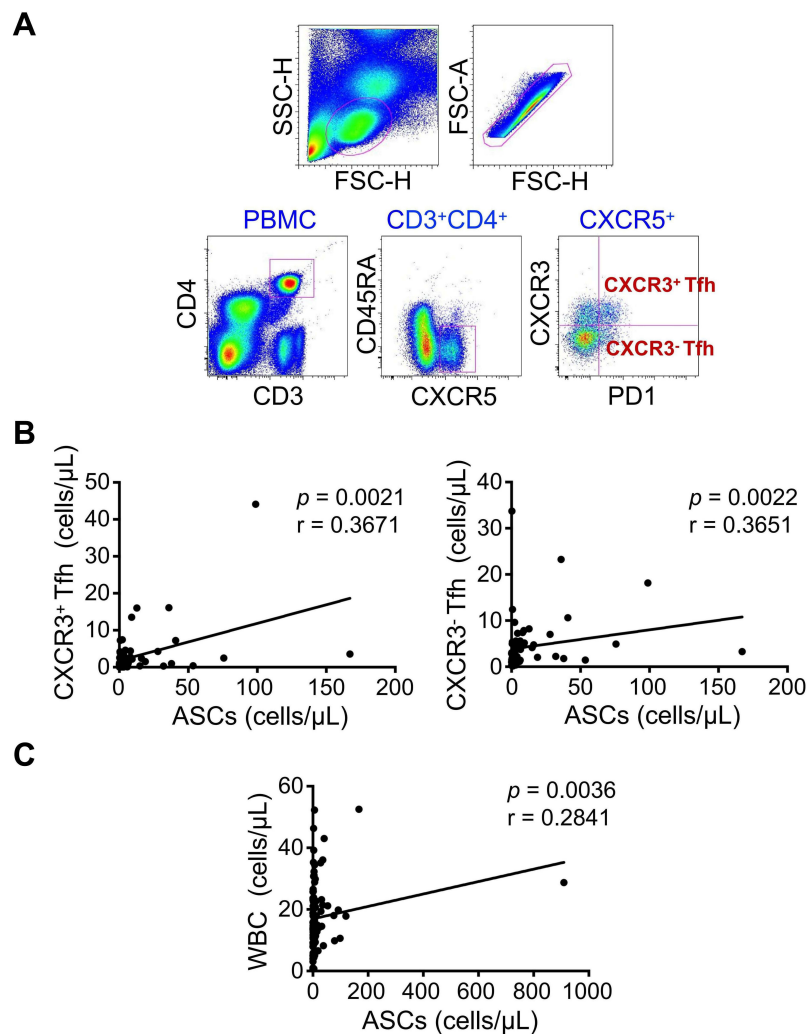 A
SSC-H
FSC-H
FSC-A
FSC-H
PBMC
CD4
CD3
CD3⁺CD4⁺
CD45RA
CXCR5
CXCR5⁺
CXCR3
CXCR3⁺ Tfh
CXCR3⁻ Tfh
PD1
B
CXCR3⁺ Tfh (cells/µL)
50
40
30
20
10
0
0 50 100 150 200
ASCs (cells/µL)
p = 0.0021
r = 0.3671
CXCR3⁻ Tfh (cells/µL)
40
30
20
10
0
0 50 100 150 200
ASCs (cells/µL)
p = 0.0022
r = 0.3651
C
WBC (cells/µL)
60
40
20
0
0 200 400 600 800 1000
ASCs (cells/µL)
p = 0.0036
r = 0.2841